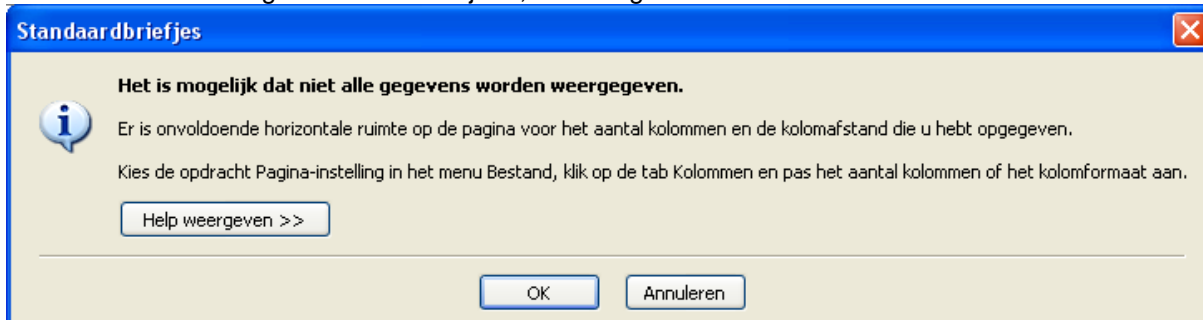 Standaardbriefjes
Het is mogelijk dat niet alle gegevens worden weergegeven.
Er is onvoldoende horizontale ruimte op de pagina voor het aantal kolommen en de kolomafstand die u hebt opgegeven.
Kies de opdracht Pagina-instelling in het menu Bestand, klik op de tab Kolommen en pas het aantal kolommen of het kolomformaat aan.
Help weergeven >>
OK Annuleren